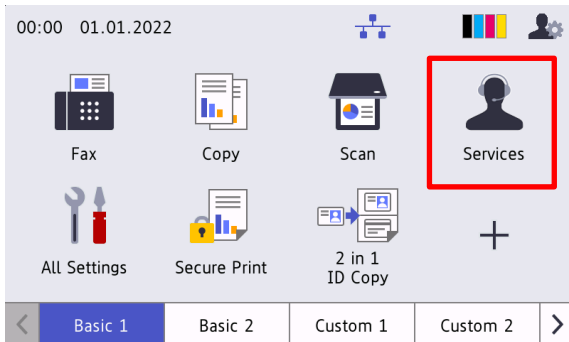 00:00 01.01.2022
Fax
Copy
Scan
Services
All Settings
Secure Print
2 in 1
ID Copy
Basic 1
Basic 2
Custom 1
Custom 2